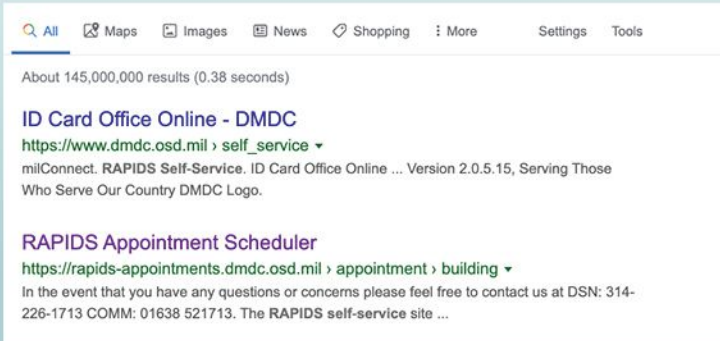 All Maps Images News Shopping More Settings Tools
About 145,000,000 results (0.38 seconds)
ID Card Office Online - DMDC
https://www.dmdc.osd.mil › self_service
milConnect. RAPIDS Self-Service. ID Card Office Online ... Version 2.0.5.15, Serving Those
Who Serve Our Country DMDC Logo.
RAPIDS Appointment Scheduler
https://rapids-appointments.dmdc.osd.mil › appointment › building
In the event that you have any questions or concerns please feel free to contact us at DSN: 314-
226-1713 COMM: 01638 521713. The RAPIDS self-service site ...